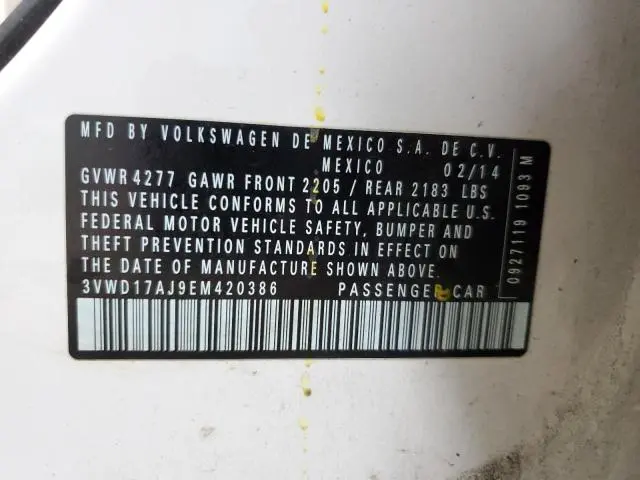 MFD BY VOLKSWAGEN DE MEXICO S.A. DE C.V.
MEXICO 02/14
GVWR 4277 GAWR FRONT 2205 / REAR 2183 LBS
THIS VEHICLE CONFORMS TO ALL APPLICABLE U.S.
FEDERAL MOTOR VEHICLE SAFETY, BUMPER AND
THEFT PREVENTION STANDARDS IN EFFECT ON
THE DATE OF MANUFACTURE SHOWN ABOVE.
3VWD17AJ9EM420386 PASSENGER CAR
0927119 1093 M